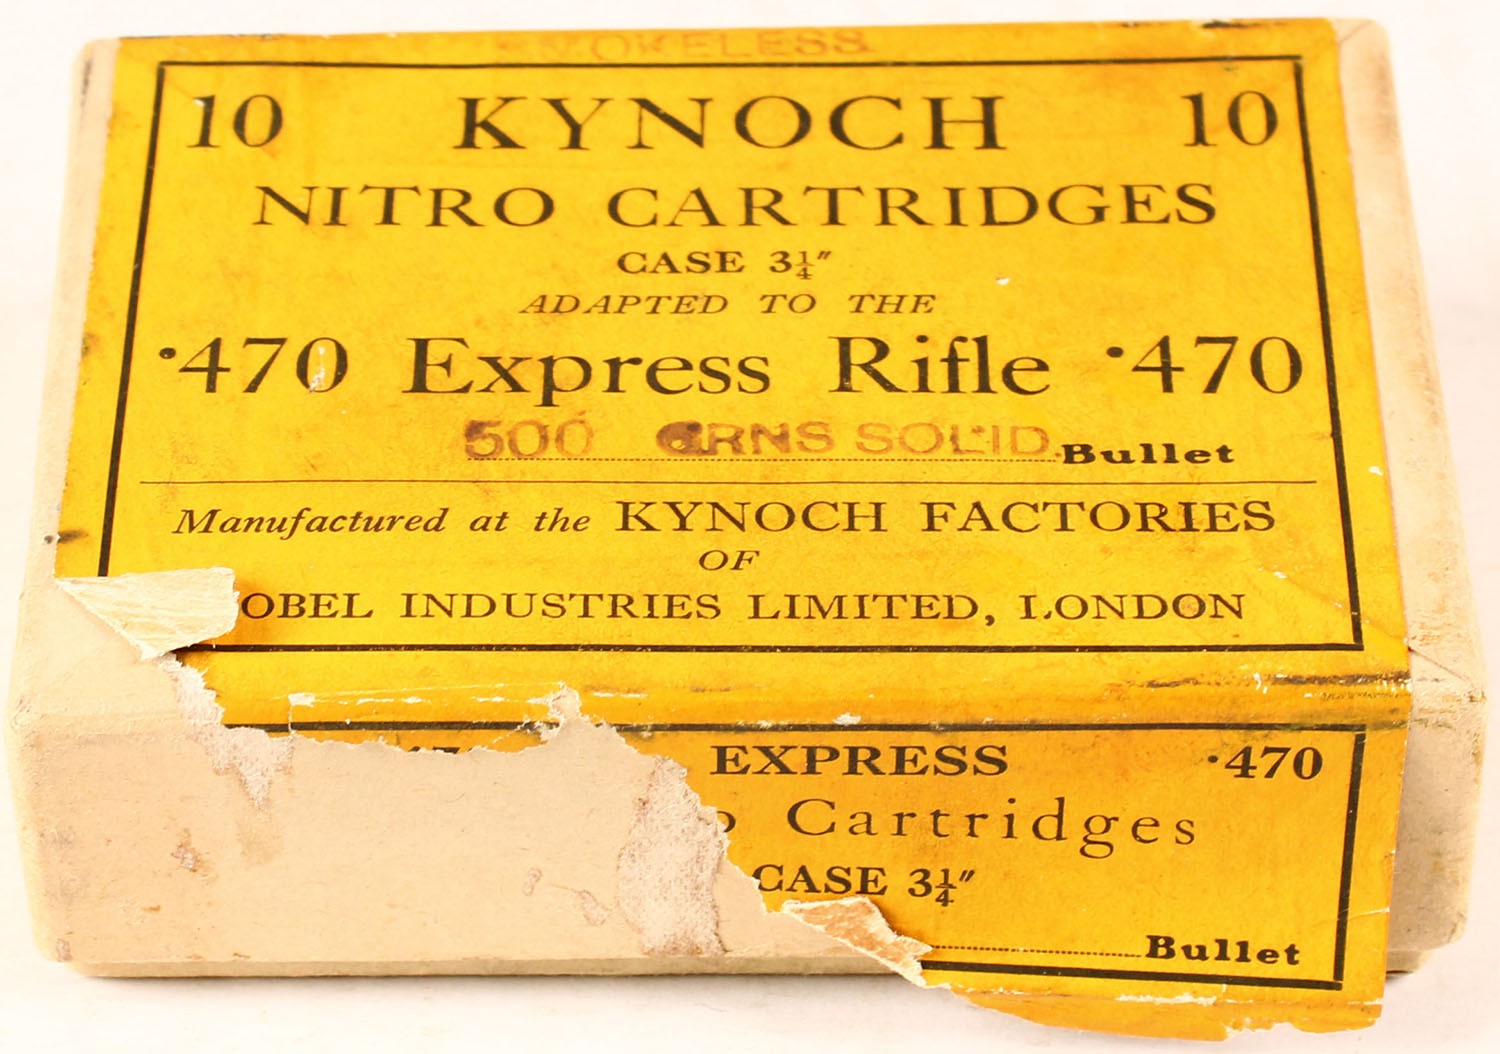 SMOKELESS
10 KYNOCH 10
NITRO CARTRIDGES
CASE 3¼″
ADAPTED TO THE
·470 Express Rifle ·470
500 GRNS SOLID Bullet
Manufactured at the KYNOCH FACTORIES
OF
OBEL INDUSTRIES LIMITED, LONDON
EXPRESS ·470
o Cartridges
CASE 3¼″
Bullet